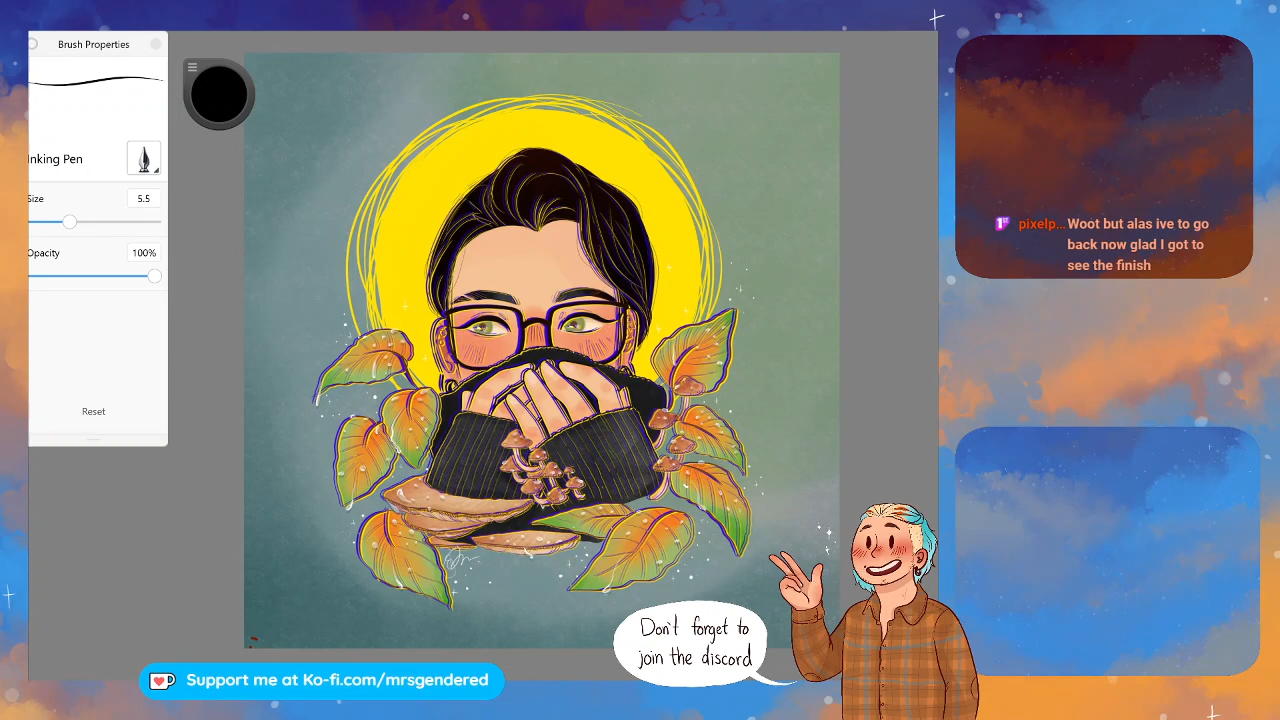 Brush Properties
Inking Pen
Size
5.5
Opacity
100%
Reset
pixelp... Woot but alas ive to go
back now glad I got to
see the finish
Don't forget to
join the discord
Support me at Ko-fi.com/mrsgendered